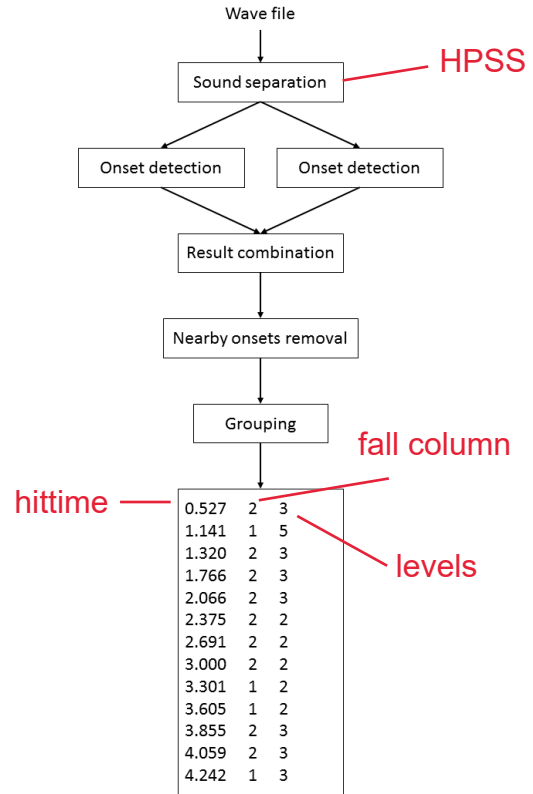 Wave file
HPSS
Sound separation
Onset detection Onset detection
Result combination
Nearby onsets removal
Grouping
fall column
hittime
0.527 2 3
1.141 1 5
1.320 2 3
levels
1.766 2 3
2.066 2 3
2.375 2 2
2.691 2 2
3.000 2 2
3.301 1 2
3.605 1 2
3.855 2 3
4.059 2 3
4.242 1 3